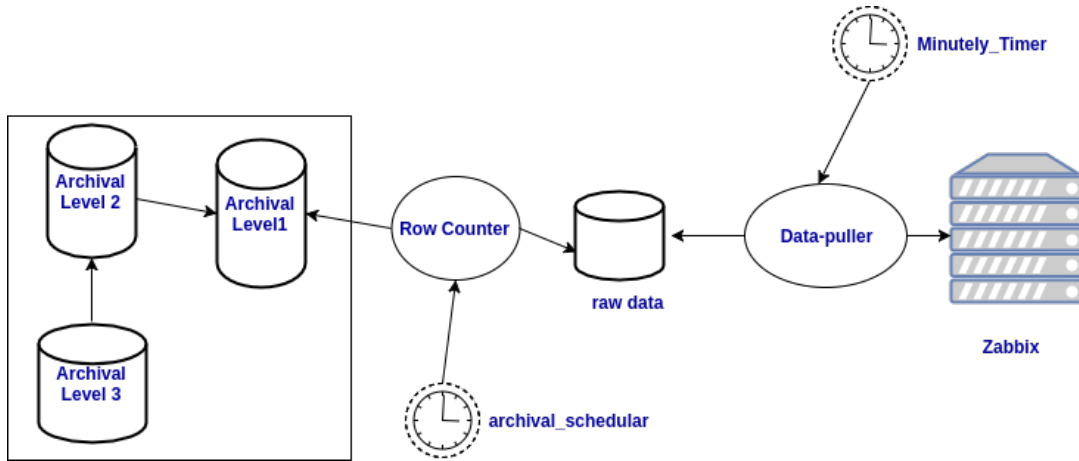 Minutely_Timer
Archival
Level 2
Archival
Level1
Row Counter
Data-puller
raw data
Zabbix
Archival
Level 3
archival_schedular